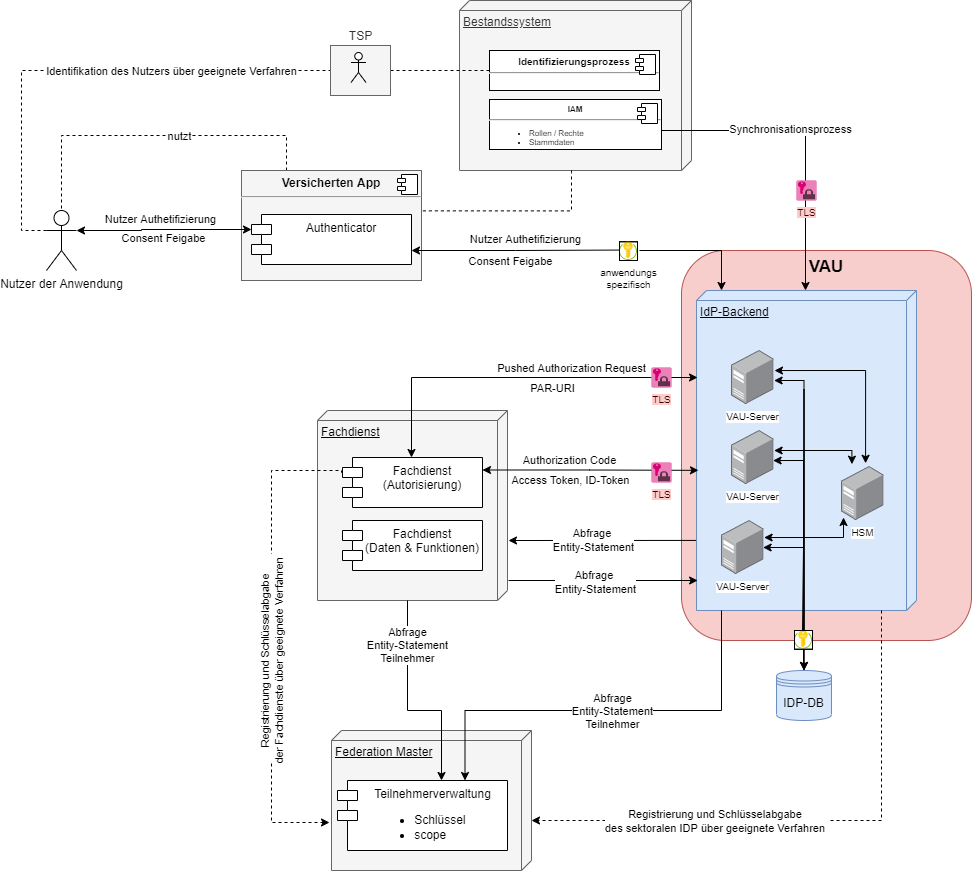 Bestandssystem
TSP
Identifizierungsprozess
Identifikation des Nutzers über geeignete Verfahren
IAM
Rollen / Rechte
Stammdaten
Synchronisationsprozess
nutzt
Versicherten App
TLS
Nutzer Authetifizierung
Consent Feigabe
Authenticator
Nutzer Authetifizierung
Consent Feigabe
anwendungs
spezifisch
Nutzer der Anwendung
VAU
IdP-Backend
Pushed Authorization Request
PAR-URI
TLS
VAU-Server
Fachdienst
Fachdienst
(Autorisierung)
Authorization Code
Access Token, ID-Token
TLS
VAU-Server
Fachdienst
(Daten & Funktionen)
Abfrage
Entity-Statement
HSM
Abfrage
Entity-Statement
VAU-Server
Registrierung und Schlüsselabgabe
der Fachdienste über geeignete Verfahren
Abfrage
Entity-Statement
Teilnehmer
IDP-DB
Abfrage
Entity-Statement
Teilnehmer
Federation Master
Teilnehmerverwaltung
Schlüssel
scope
Registrierung und Schlüsselabgabe
des sektoralen IDP über geeignete Verfahren